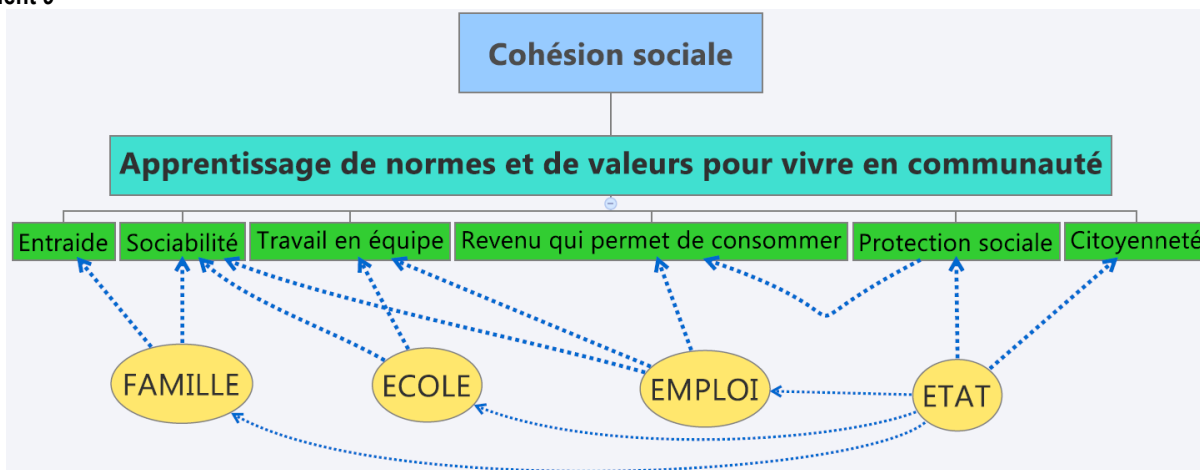 Cohésion sociale
Apprentissage de normes et de valeurs pour vivre en communauté
Entraide
Sociabilité
Travail en équipe
Revenu qui permet de consommer
Protection sociale
Citoyenneté
FAMILLE
ECOLE
EMPLOI
ETAT